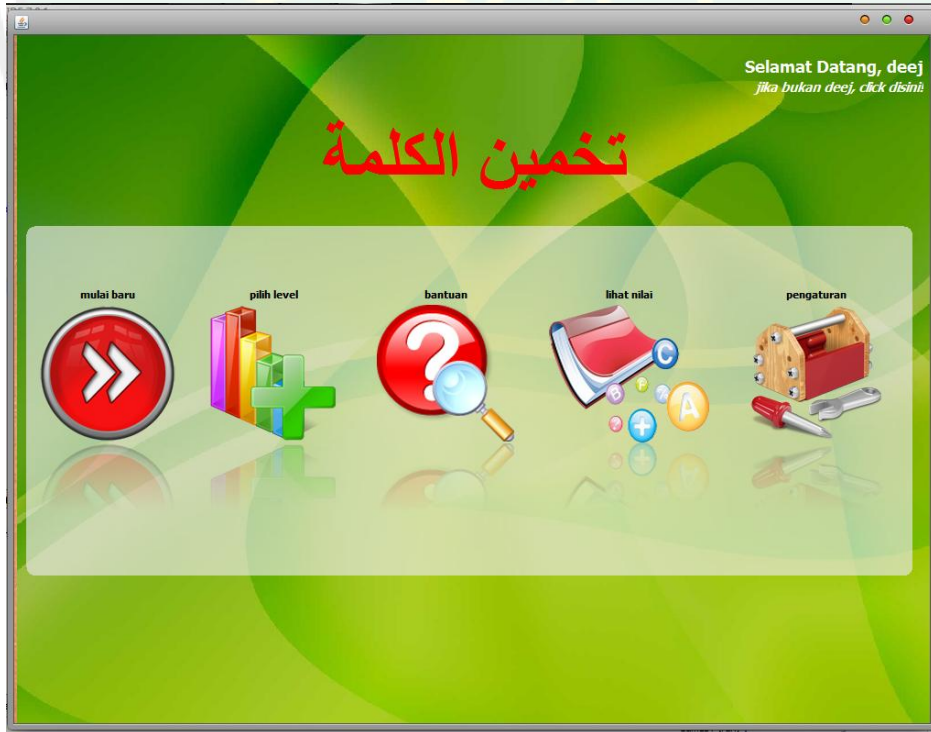 Selamat Datang, deej
jika bukan deej, click disini!
تخمين الكلمة
mulai baru
pilih level
bantuan
lihat nilai
pengaturan
C
A